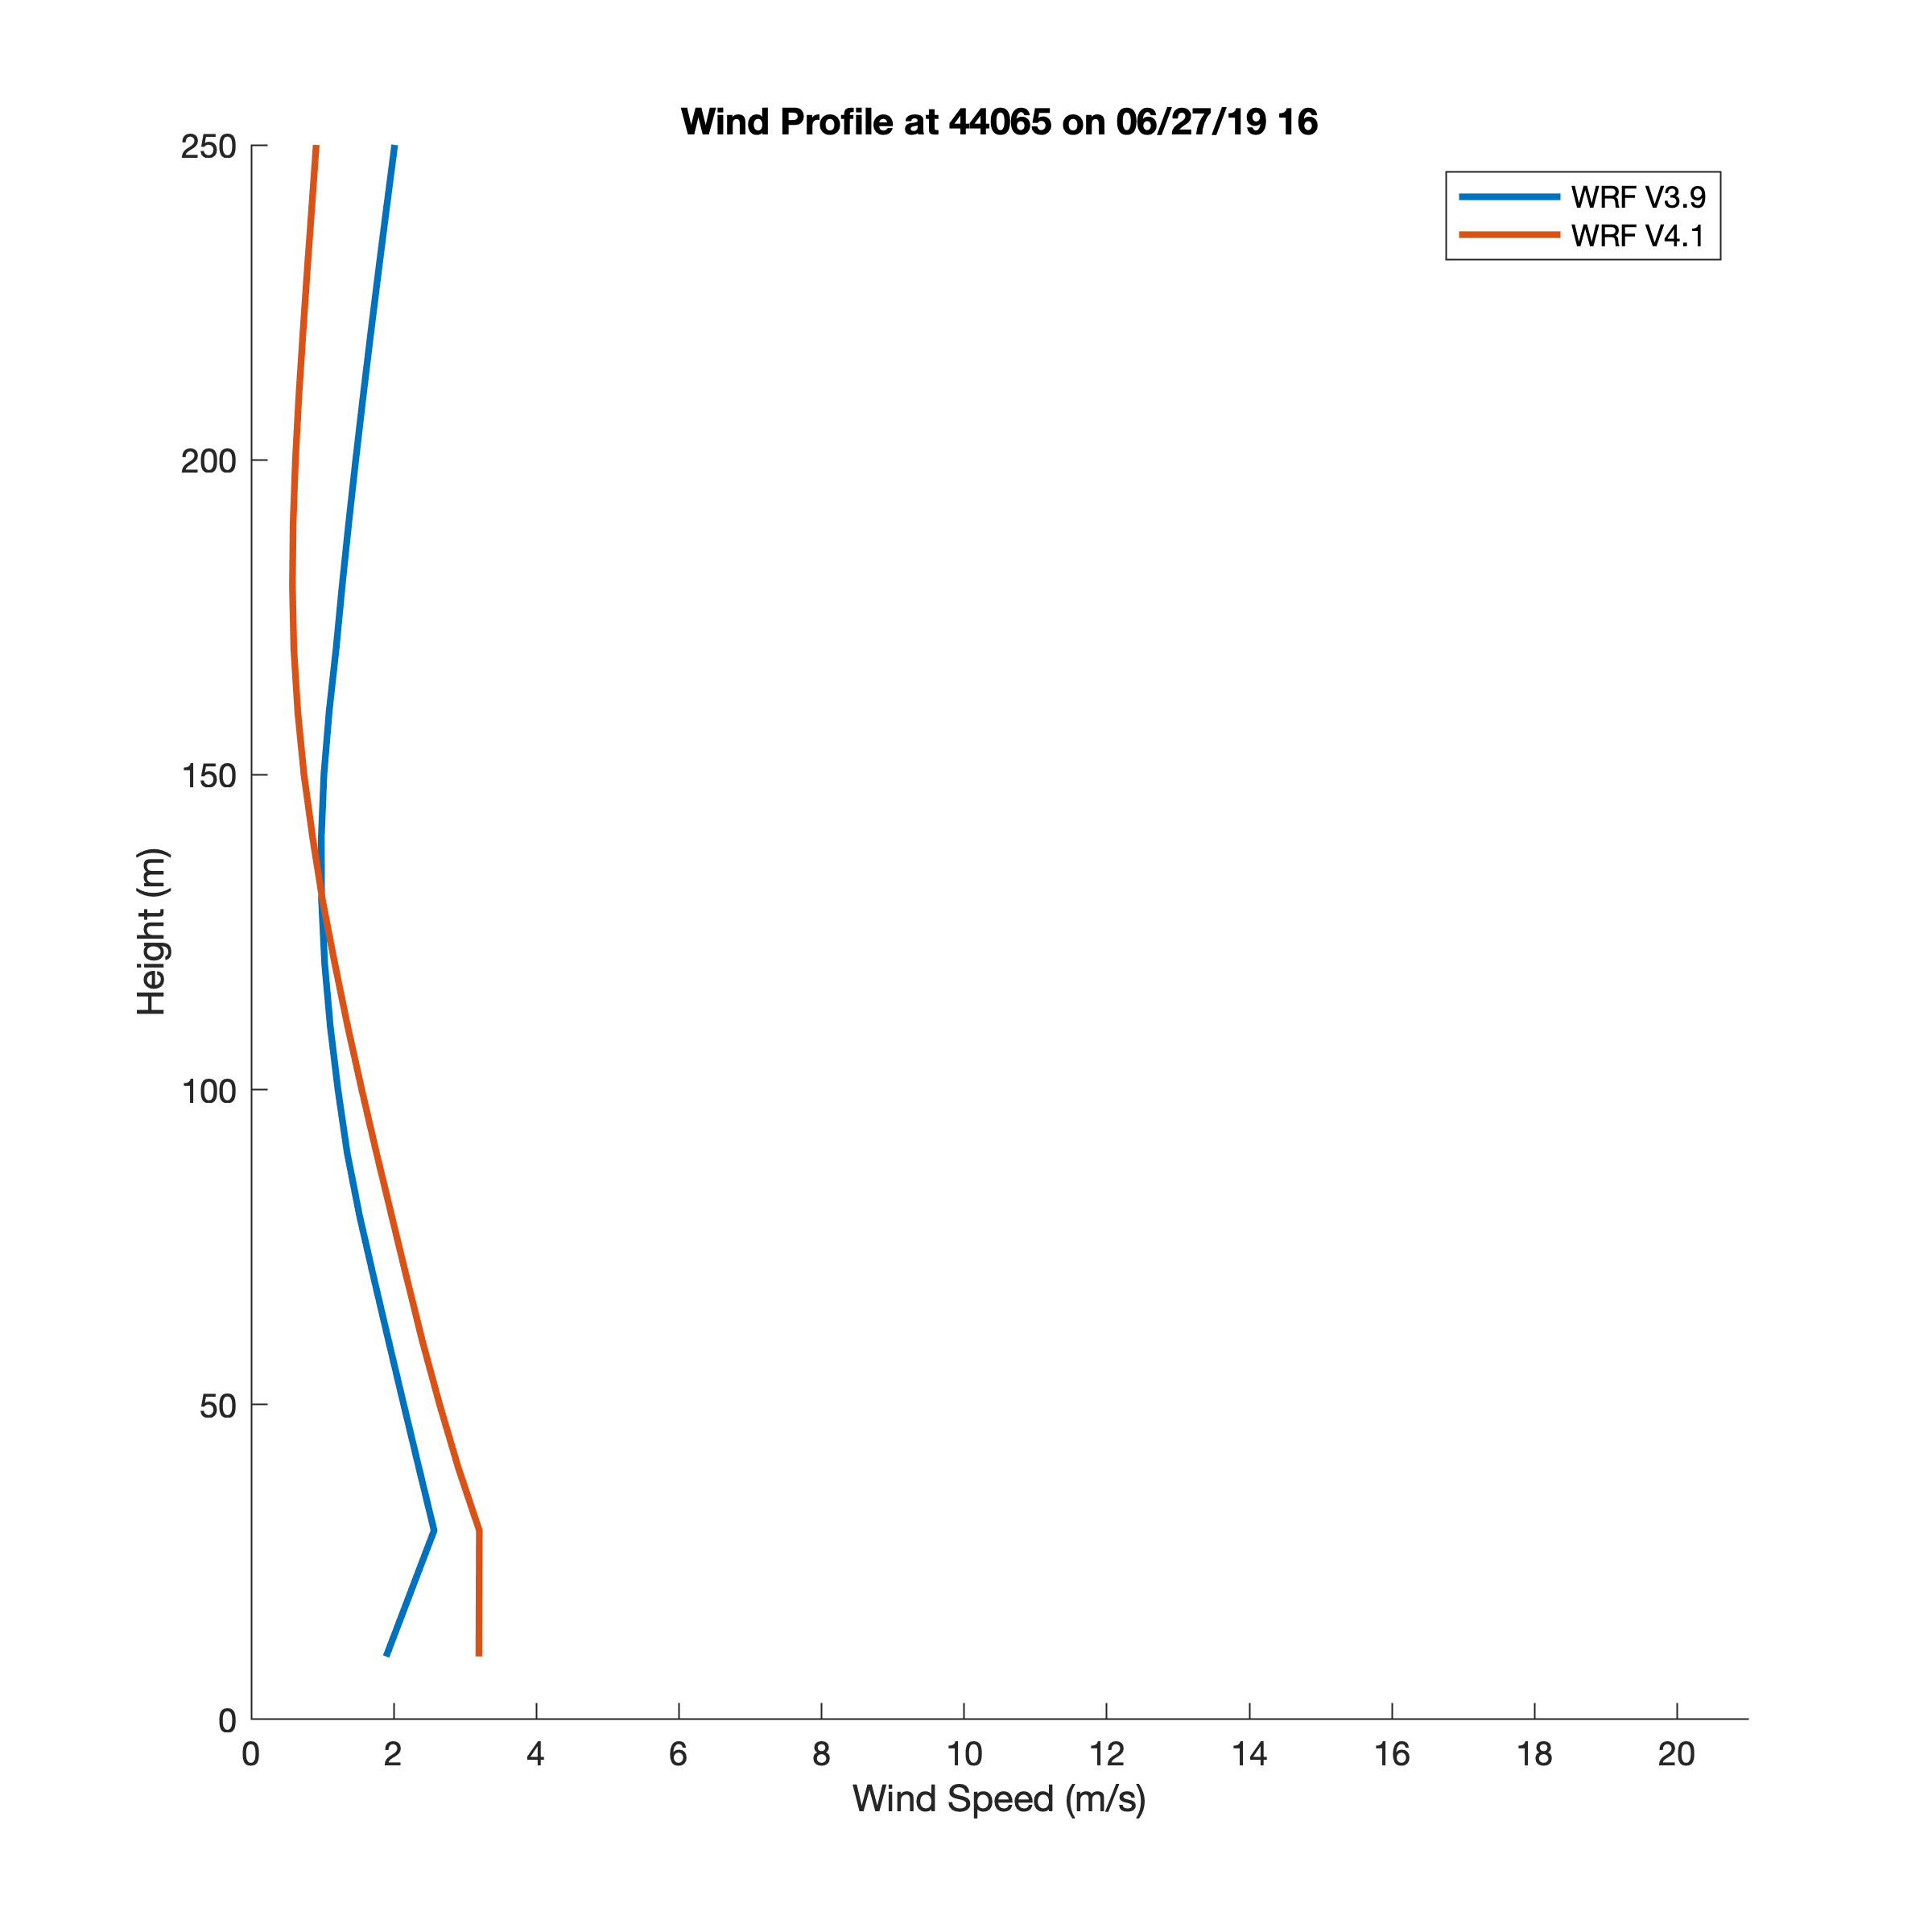 Wind Profile at 44065 on 06/27/19 16
WRF V3.9
WRF V4.1
250
200
150
100
50
0
Height (m)
0 2 4 6 8 10 12 14 16 18 20
Wind Speed (m/s)